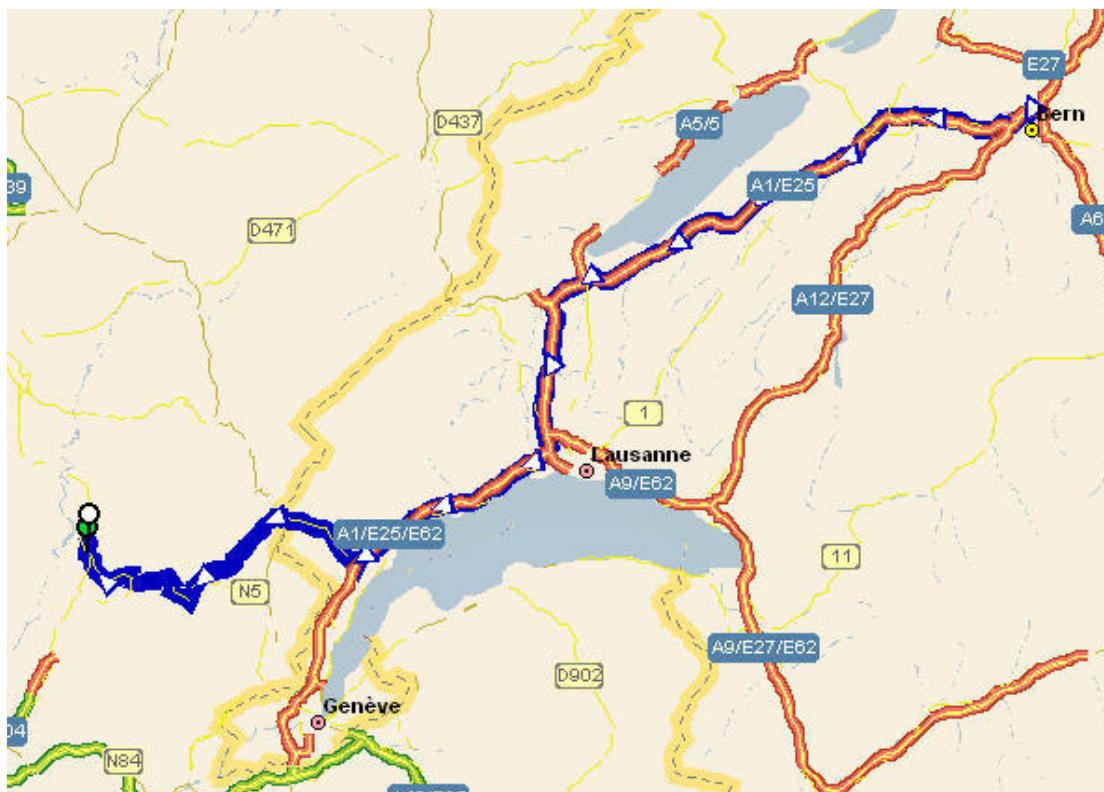 E27
D437
Bern
A5/5
39
A1/E25
D471
A6
A12/E27
1
Lausanne
A9/E62
A1/E25/E62
11
N5
A9/E27/E62
D902
Genève
04
N84